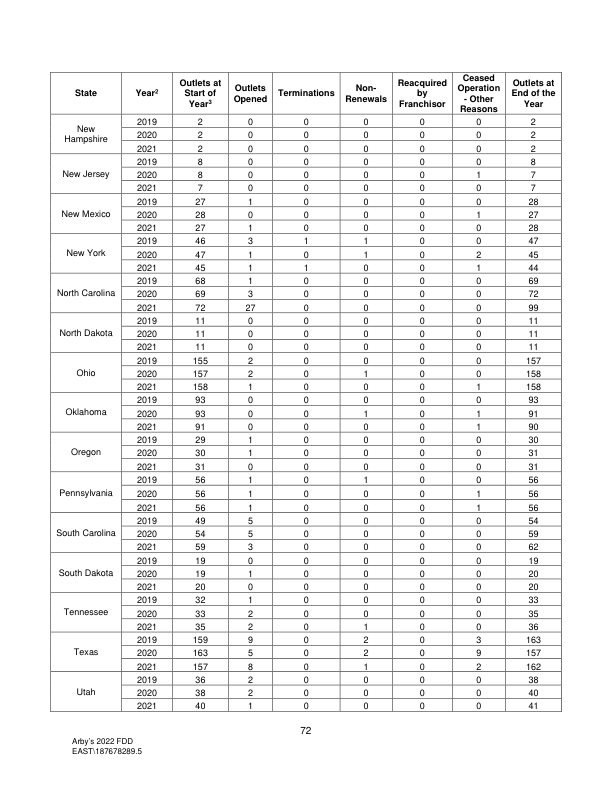 State Year² Outlets at Start of Year³ Outlets Opened Terminations Non-Renewals Reacquired by Franchisor Ceased Operation - Other Reasons Outlets at End of the Year
New Hampshire 2019 2 0 0 0 0 0 2
2020 2 0 0 0 0 0 2
2021 2 0 0 0 0 0 2
New Jersey 2019 8 0 0 0 0 0 8
2020 8 0 0 0 0 1 7
2021 7 0 0 0 0 0 7
New Mexico 2019 27 1 0 0 0 0 28
2020 28 0 0 0 0 1 27
2021 27 1 0 0 0 0 28
New York 2019 46 3 1 1 0 0 47
2020 47 1 0 1 0 2 45
2021 45 1 1 0 0 1 44
North Carolina 2019 68 1 0 0 0 0 69
2020 69 3 0 0 0 0 72
2021 72 27 0 0 0 0 99
North Dakota 2019 11 0 0 0 0 0 11
2020 11 0 0 0 0 0 11
2021 11 0 0 0 0 0 11
Ohio 2019 155 2 0 0 0 0 157
2020 157 2 0 1 0 0 158
2021 158 1 0 0 0 1 158
Oklahoma 2019 93 0 0 0 0 0 93
2020 93 0 0 1 0 1 91
2021 91 0 0 0 0 1 90
Oregon 2019 29 1 0 0 0 0 30
2020 30 1 0 0 0 0 31
2021 31 0 0 0 0 0 31
Pennsylvania 2019 56 1 0 1 0 0 56
2020 56 1 0 0 0 1 56
2021 56 1 0 0 0 1 56
South Carolina 2019 49 5 0 0 0 0 54
2020 54 5 0 0 0 0 59
2021 59 3 0 0 0 0 62
South Dakota 2019 19 0 0 0 0 0 19
2020 19 1 0 0 0 0 20
2021 20 0 0 0 0 0 20
Tennessee 2019 32 1 0 0 0 0 33
2020 33 2 0 0 0 0 35
2021 35 2 0 1 0 0 36
Texas 2019 159 9 0 2 0 3 163
2020 163 5 0 2 0 9 157
2021 157 8 0 1 0 2 162
Utah 2019 36 2 0 0 0 0 38
2020 38 2 0 0 0 0 40
2021 40 1 0 0 0 0 41
72
Arby's 2022 FDD
EAST\187678289.5